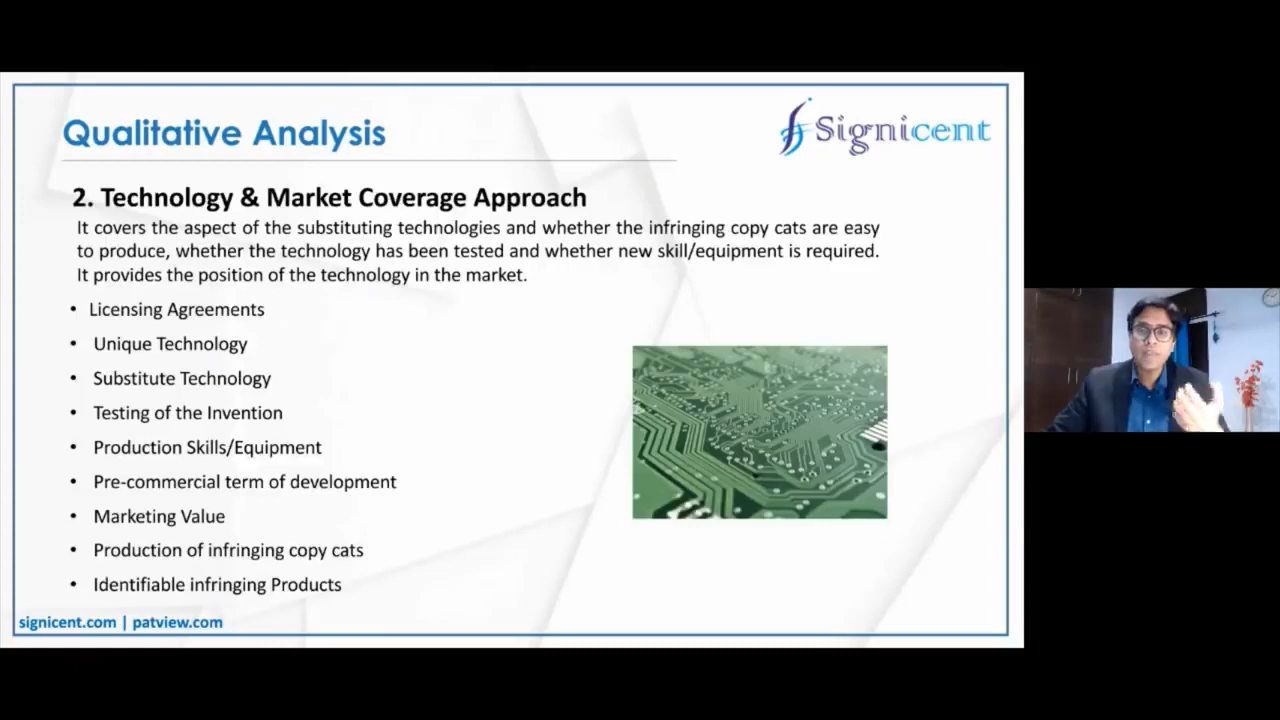 Qualitative Analysis
Signicent
2. Technology & Market Coverage Approach
It covers the aspect of the substituting technologies and whether the infringing copy cats are easy
to produce, whether the technology has been tested and whether new skill/equipment is required.
It provides the position of the technology in the market.
• Licensing Agreements
• Unique Technology
• Substitute Technology
• Testing of the Invention
• Production Skills/Equipment
• Pre-commercial term of development
• Marketing Value
• Production of infringing copy cats
• Identifiable infringing Products
signicent.com | patview.com